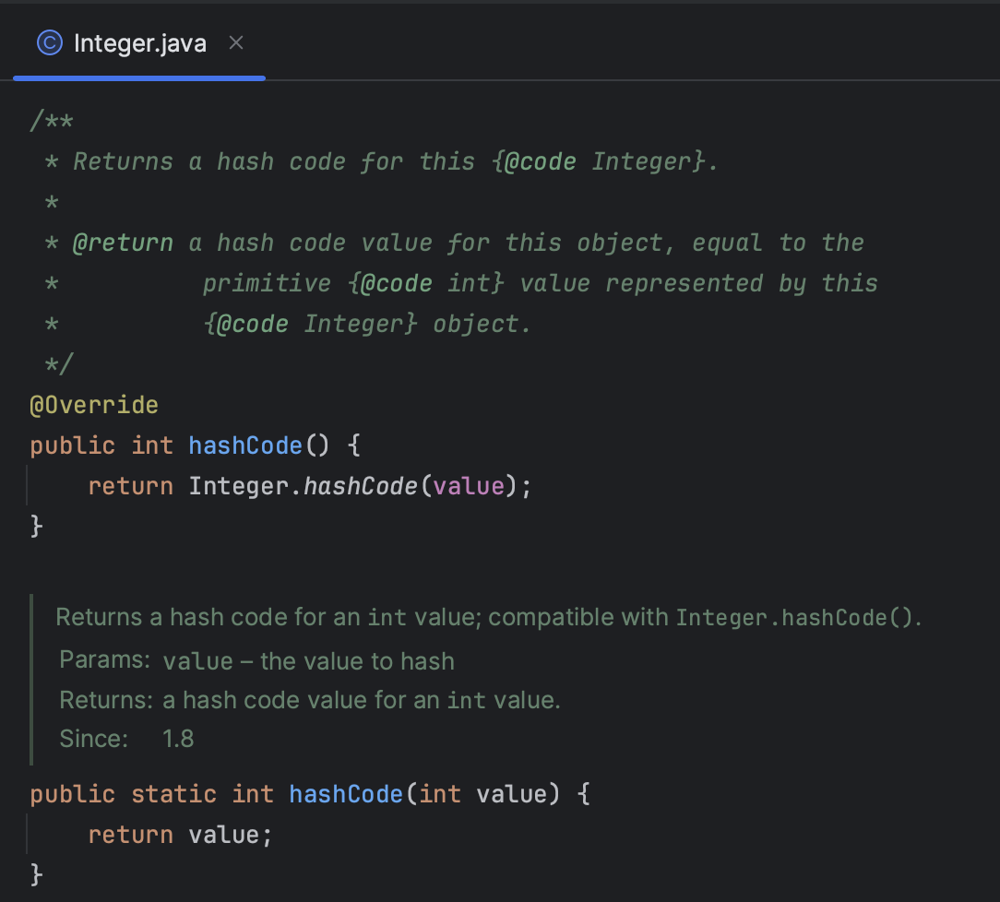 Integer.java
/**
 * Returns a hash code for this {@code Integer}.
 *
 * @return a hash code value for this object, equal to the
 *          primitive {@code int} value represented by this
 *          {@code Integer} object.
 */
@Override
public int hashCode() {
    return Integer.hashCode(value);
}
Returns a hash code for an int value; compatible with Integer.hashCode().
Params: value – the value to hash
Returns: a hash code value for an int value.
Since: 1.8
public static int hashCode(int value) {
    return value;
}